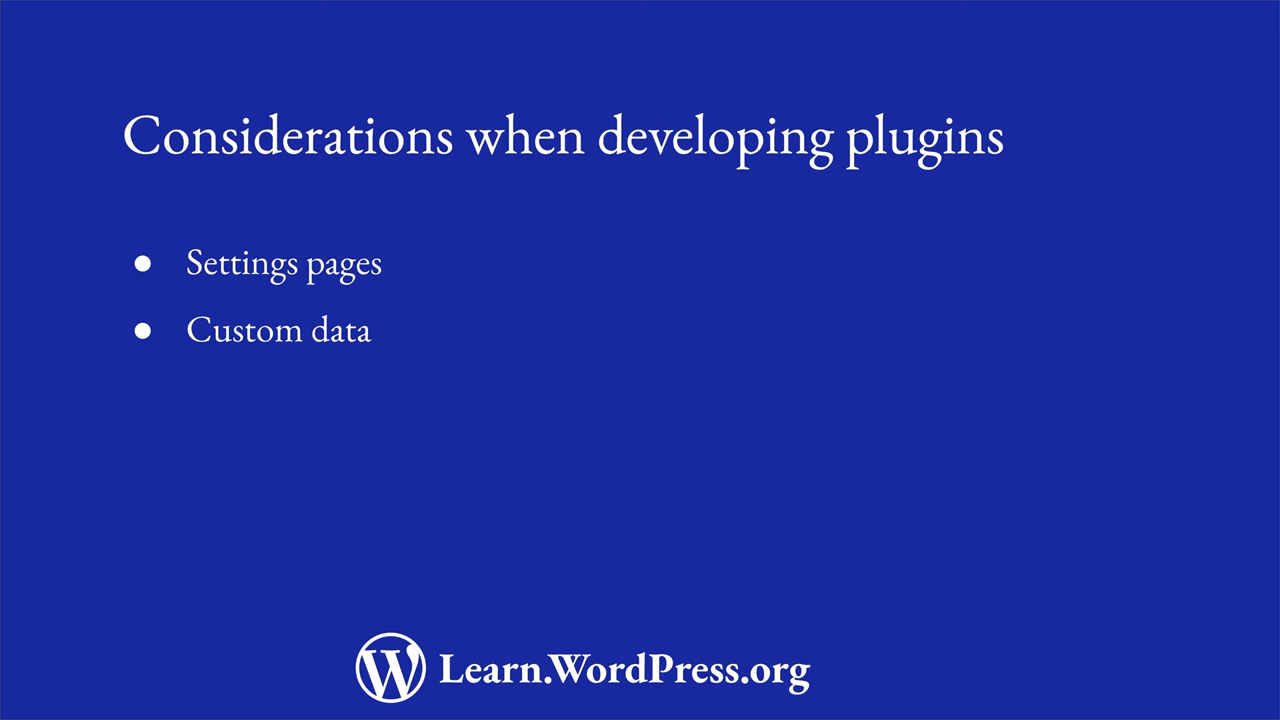 Considerations when developing plugins
● Settings pages
● Custom data
Learn.WordPress.org